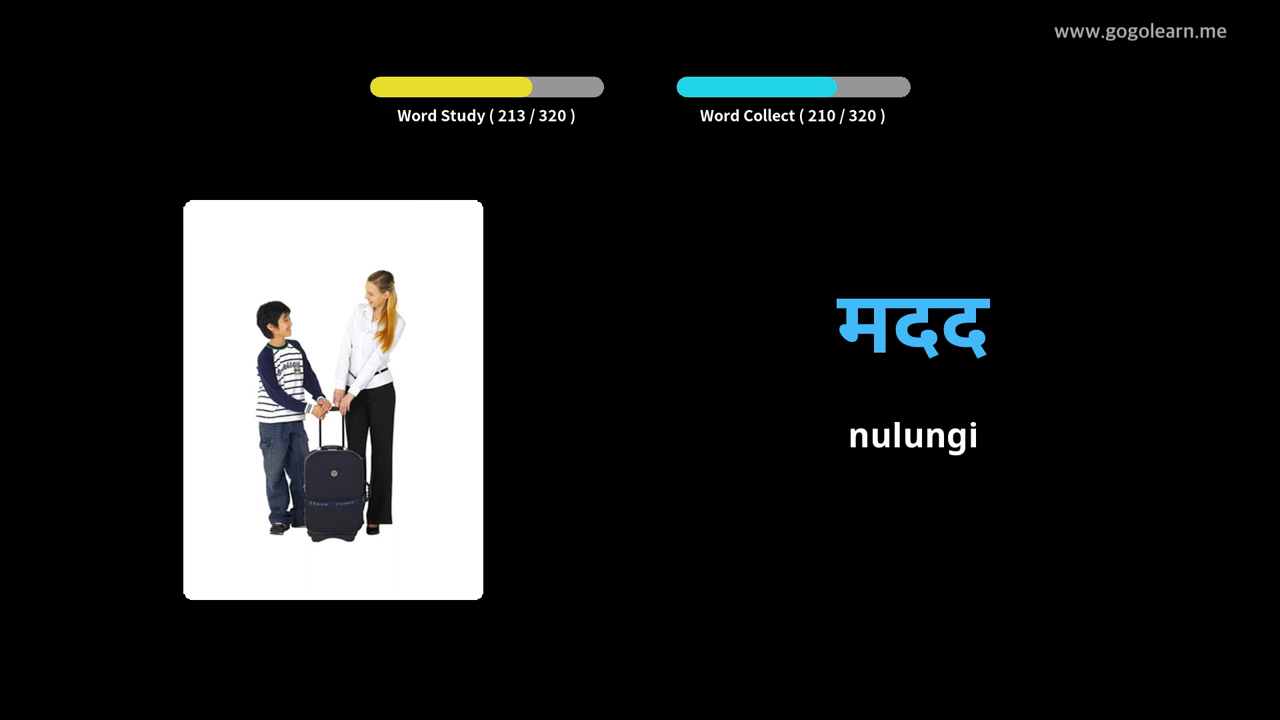 www.gogolearn.me
Word Study ( 213 / 320 )
Word Collect ( 210 / 320 )
मदद
nulungi